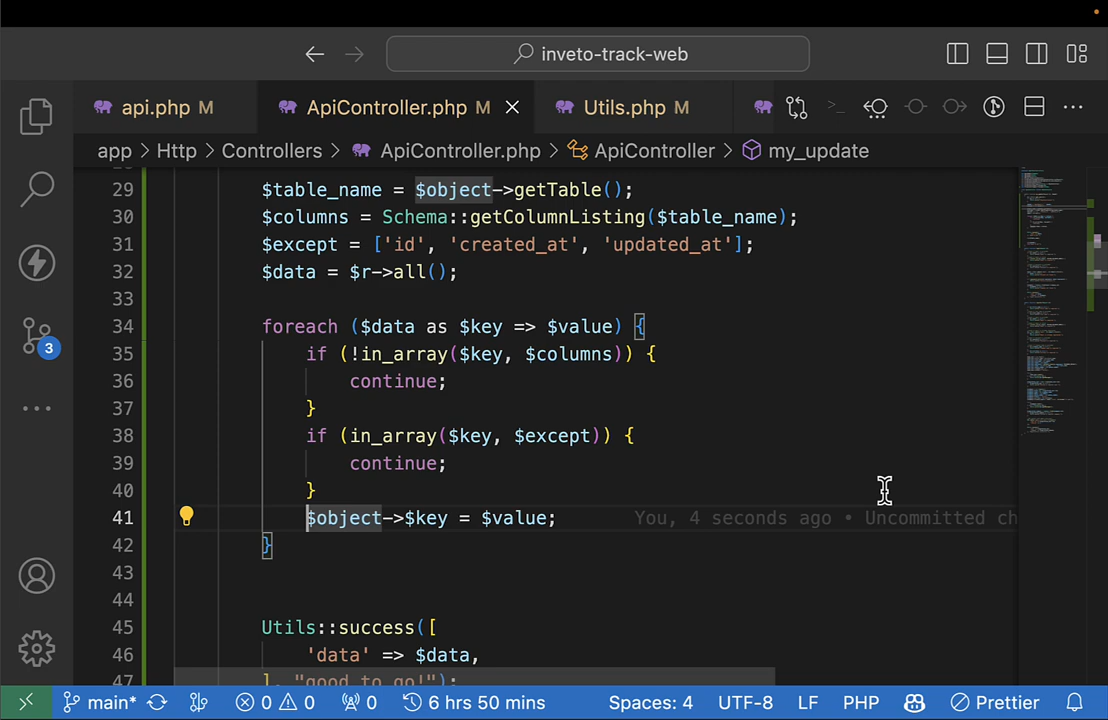 inveto-track-web
api.php M
ApiController.php M
Utils.php M
app > Http > Controllers > ApiController.php > ApiController > my_update
29 $table_name = $object->getTable();
30 $columns = Schema::getColumnListing($table_name);
31 $except = ['id', 'created_at', 'updated_at'];
32 $data = $r->all();
33
34 foreach ($data as $key => $value) {
35 if (!in_array($key, $columns)) {
36 continue;
37 }
38 if (in_array($key, $except)) {
39 continue;
40 }
41 $object->$key = $value; You, 4 seconds ago • Uncommitted ch
42 }
43
44
45 Utils::success([
46 'data' => $data,
47 ], "good to go!");
3
main* 0 0 0 6 hrs 50 mins Spaces: 4 UTF-8 LF PHP Prettier